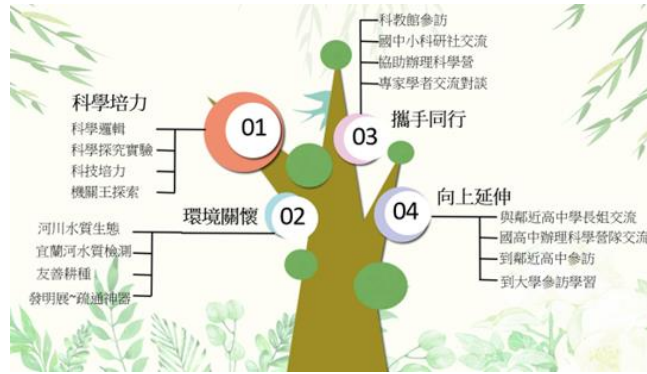 科學培力
01
科學邏輯
科學探究實驗
科技培力
機關王探索
環境關懷
02
河川水質生態
宜蘭河水質檢測
友善耕種
發明展~疏通神器
科教館參訪
國中小科研社交流
協助辦理科學營
專家學者交流對談
03
攜手同行
04
向上延伸
與鄰近高中學長姐交流
國高中辦理科學營隊交流
到鄰近高中參訪
到大學參訪學習